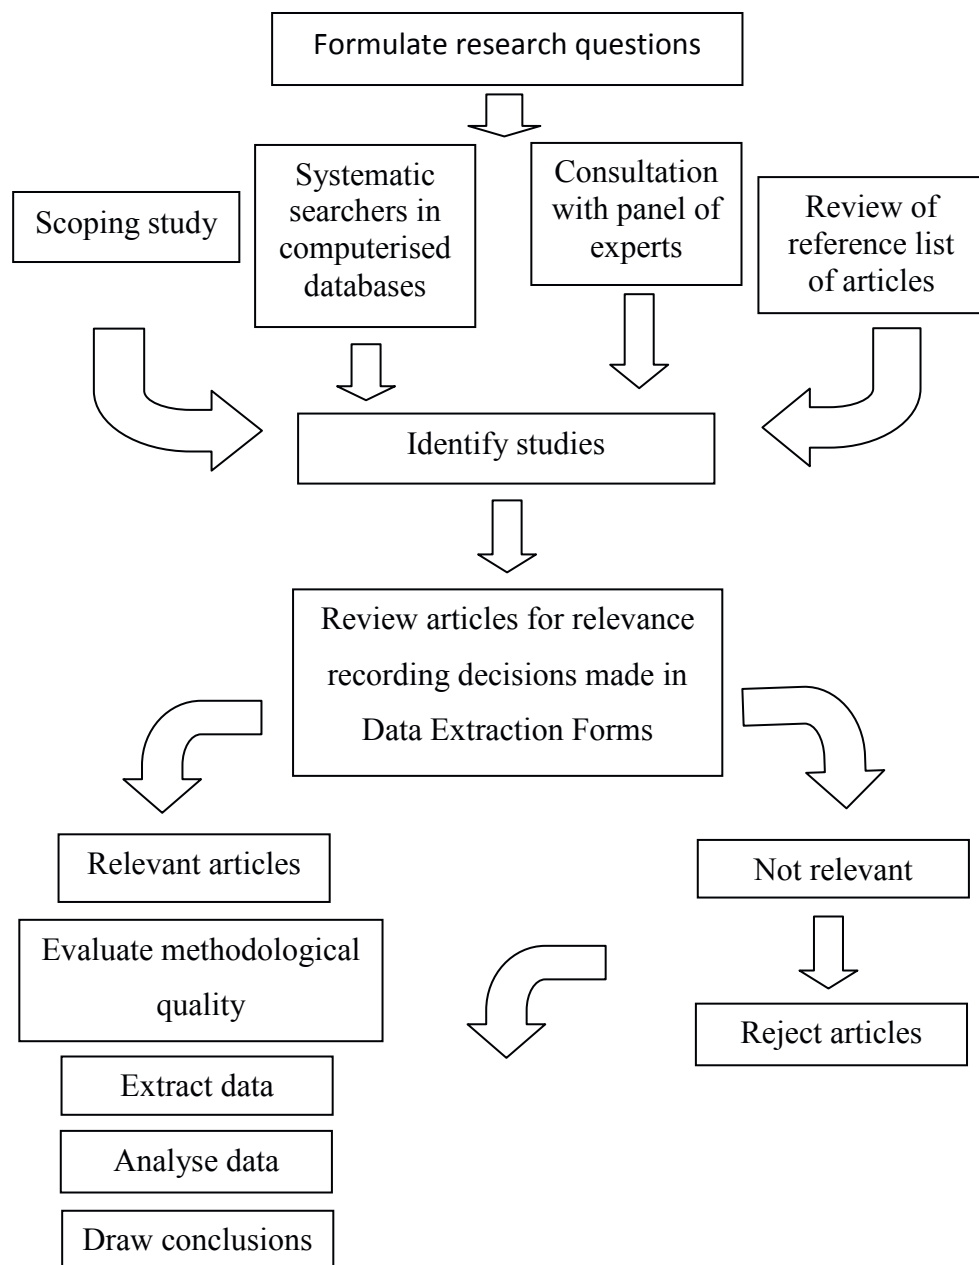 Formulate research questions
Scoping study
Systematic
searchers in
computerised
databases
Consultation
with panel of
experts
Review of
reference list
of articles
Identify studies
Review articles for relevance
recording decisions made in
Data Extraction Forms
Relevant articles
Not relevant
Evaluate methodological
quality
Reject articles
Extract data
Analyse data
Draw conclusions